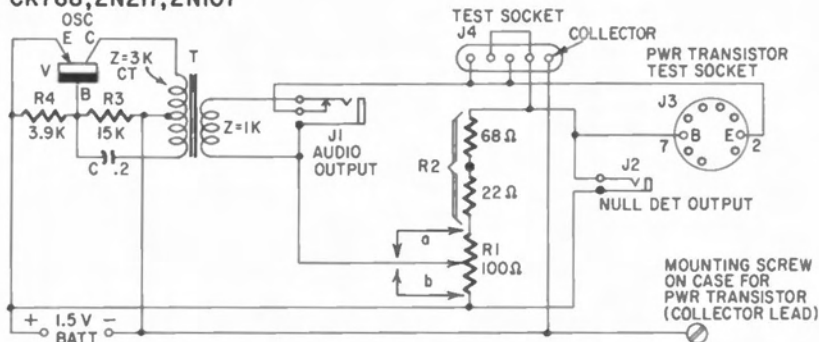 CK768, 2N217, 2N107
OSC
E C
V
B
Z=3K
CT
T
R4
3.9K
R3
15K
C .2
Z=1K
J1
AUDIO
OUTPUT
TEST SOCKET
J4
COLLECTOR
PWR TRANSISTOR
TEST SOCKET
J3
B
E
7
2
68Ω
R2
22Ω
J2
NULL DET OUTPUT
a
R1
100Ω
b
MOUNTING SCREW
ON CASE FOR
PWR TRANSISTOR
(COLLECTOR LEAD)
+ 1.5 V -
BATT